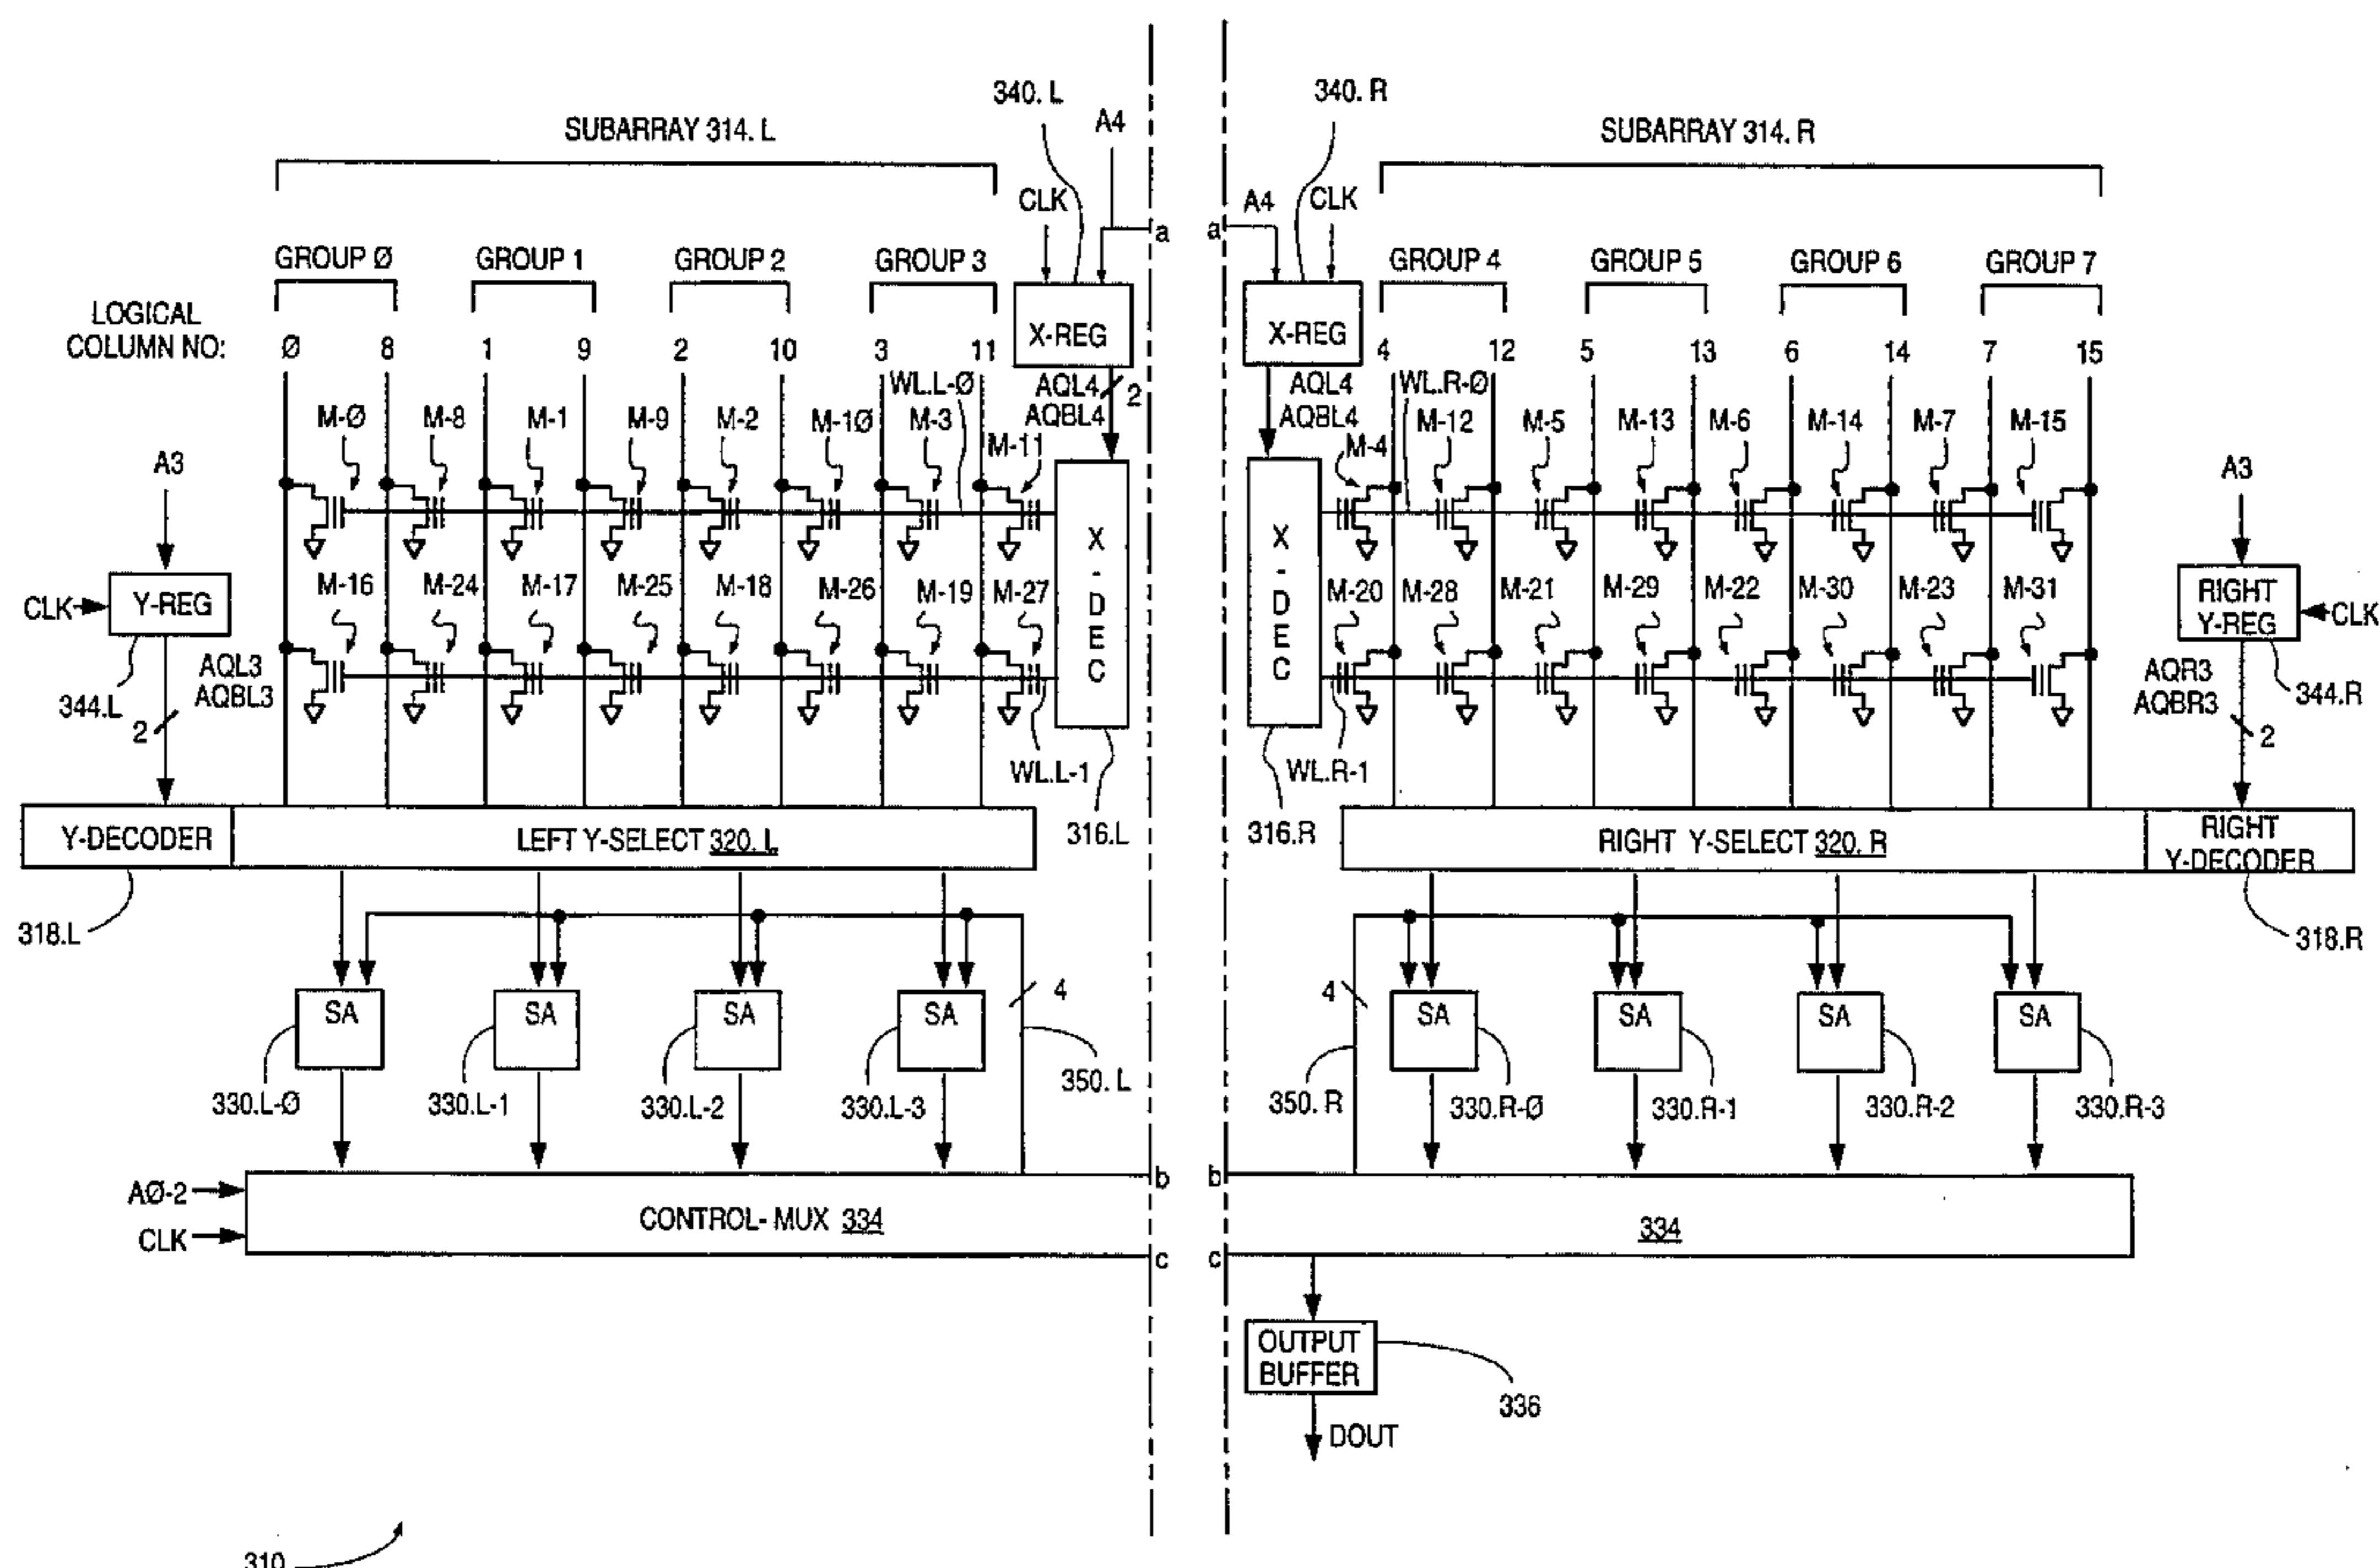 340. L
340. R
SUBARRAY 314. L
A4
SUBARRAY 314. R
CLK
A4
CLK
a
a
GROUP Ø
GROUP 1
GROUP 2
GROUP 3
GROUP 4
GROUP 5
GROUP 6
GROUP 7
LOGICAL
COLUMN NO:
Ø
8
1
9
2
10
3
11
X-REG
X-REG
4
12
5
13
6
14
7
15
WL.L-Ø
AQL4
AQBL4
2
AQL4
AQBL4
WL.R-Ø
M-Ø
M-8
M-1
M-9
M-2
M-1Ø
M-3
M-11
M-4
M-12
M-5
M-13
M-6
M-14
M-7
M-15
A3
A3
X
-
D
E
C
X
-
D
E
C
M-16
M-24
M-17
M-25
M-18
M-26
M-19
M-27
M-20
M-28
M-21
M-29
M-22
M-30
M-23
M-31
CLK
Y-REG
RIGHT
Y-REG
CLK
344.L
AQL3
AQBL3
2
AQR3
AQBR3
344.R
2
WL.L-1
WL.R-1
316.L
316.R
Y-DECODER
LEFT Y-SELECT 320. L
RIGHT Y-SELECT 320. R
RIGHT
Y-DECODER
318.L
318.R
SA
SA
SA
SA
4
4
SA
SA
SA
SA
330.L-Ø
330.L-1
330.L-2
330.L-3
350. L
350. R
330.R-Ø
330.R-1
330.R-2
330.R-3
b
b
AØ-2
CLK
CONTROL- MUX 334
334
c
c
OUTPUT
BUFFER
336
DOUT
310